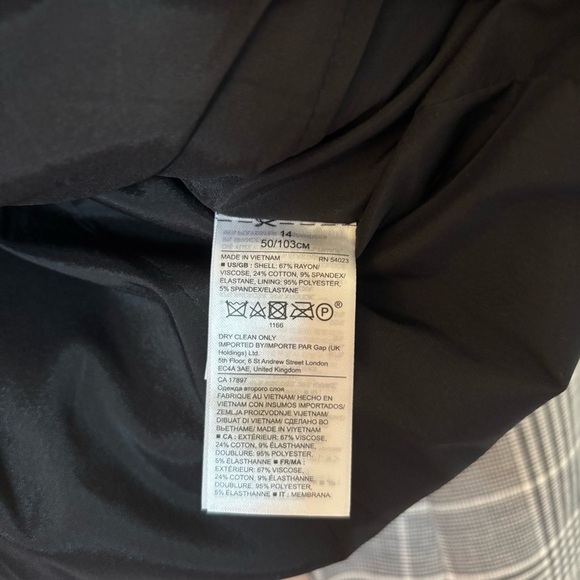 14
50/103CM
MADE IN VIETNAM RN 54023
■ US/GB : SHELL: 67% RAYON/
VISCOSE, 24% COTTON, 9% SPANDEX/
ÉLASTANE, LINING: 95% POLYESTER,
5% SPANDEX/ELASTANE
P®
1166
DRY CLEAN ONLY
IMPORTED BY/IMPORTE PAR Gap (UK
Holdings) Ltd.
5th Floor, 6 St Andrew Street London
EC4A 3AE, United Kingdom
CA 17897
Одежда второго слоя
FABRIQUE AU VIETNAM/ HECHO EN
VIETNAM CON INSUMOS IMPORTADOS/
ZEMLJA PROIZVODNJE VIJETNAM/
DIBUAT DI VIETNAM/ СДЕЛАНО ВО
ВЬЕТНАМЕ/ MADE IN VIYETNAM
■ CA : EXTÉRIEUR: 67% VISCOSE,
24% COTON, 9% ÉLASTHANNE,
DOUBLURE: 95% POLYESTER,
5% ÉLASTHANNE ■ FR/MA :
EXTÉRIEUR: 67% VISCOSE,
24% COTON, 9% ÉLASTHANNE,
DOUBLURE: 95% POLYESTER,
5% ÉLASTHANNE ■ IT : MEMBRANA: